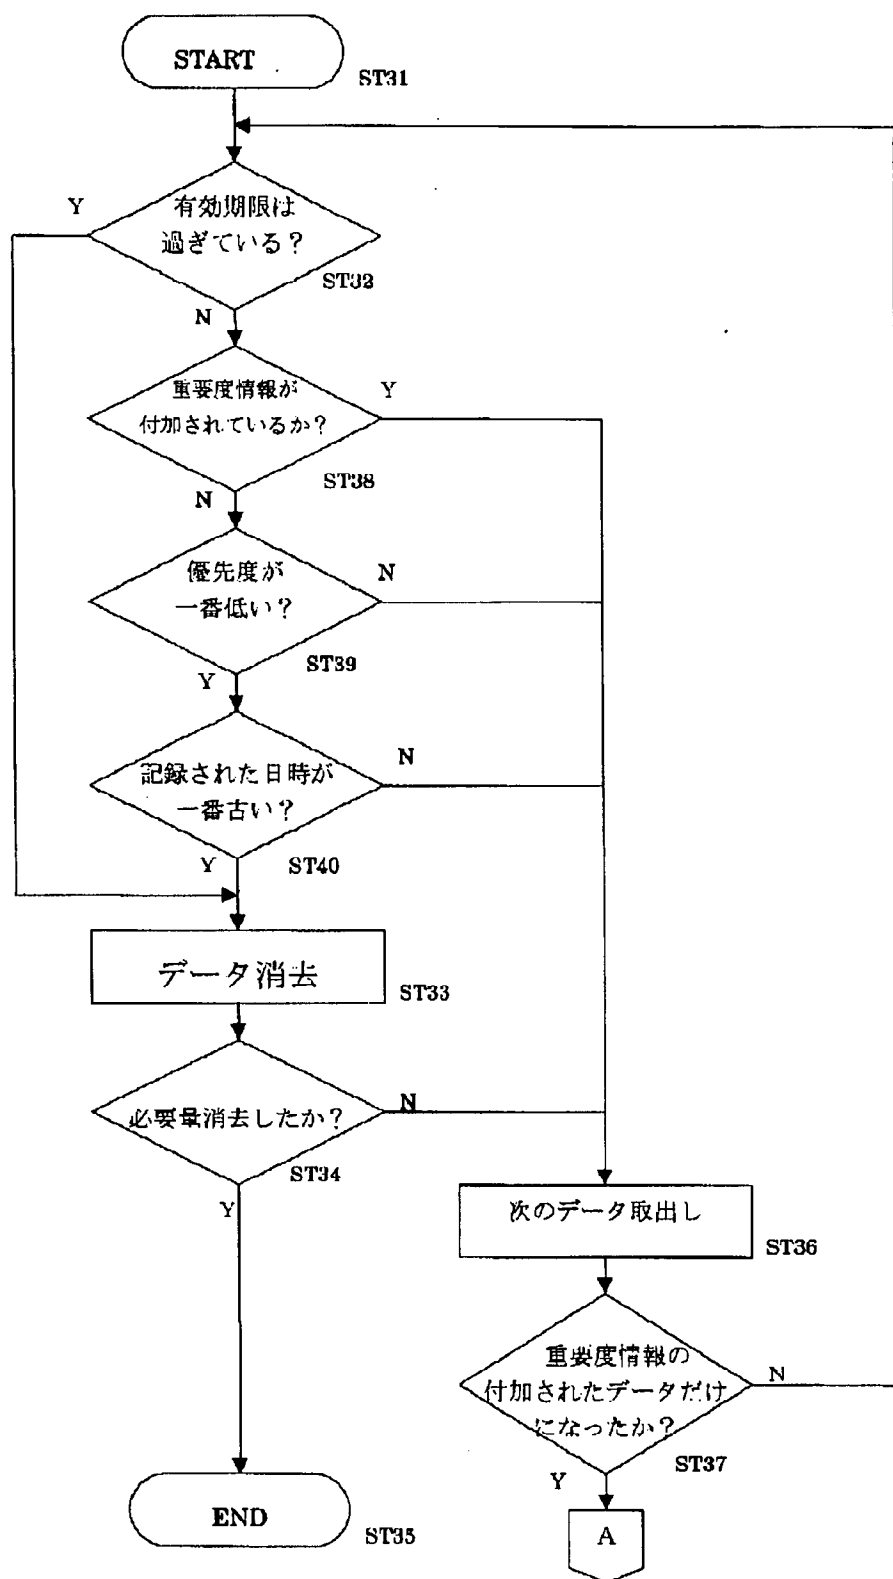 START
ST31
Y
有効期限は
過ぎている？
ST32
N
重要度情報が
付加されているか？
Y
ST38
N
優先度が
一番低い？
N
ST39
Y
記録された日時が
一番古い？
N
Y
ST40
データ消去
ST33
必要量消去したか？
N
ST34
Y
次のデータ取出し
ST36
重要度情報の
付加されたデータだけ
になったか？
N
ST37
Y
END
ST35
A